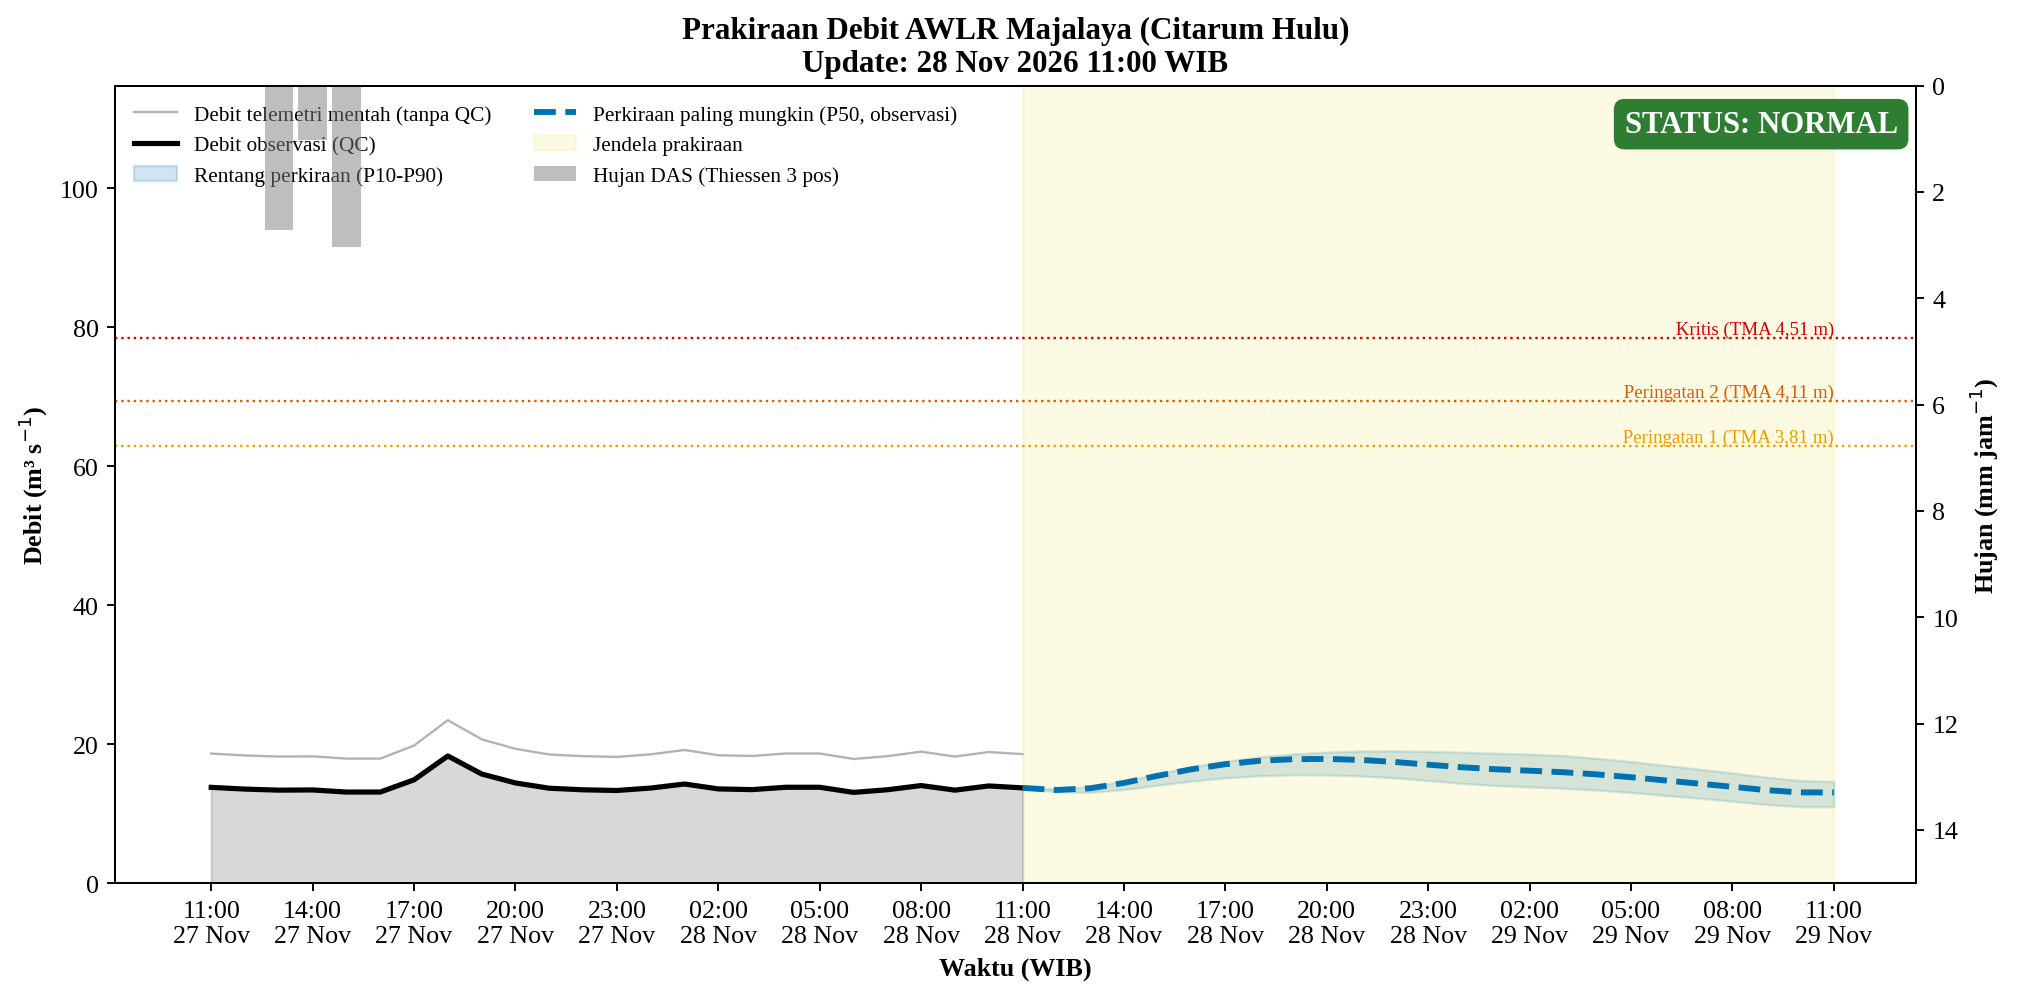 Prakiraan Debit AWLR Majalaya (Citarum Hulu)
Update: 28 Nov 2026 11:00 WIB
Debit telemetri mentah (tanpa QC)
Debit observasi (QC)
Rentang perkiraan (P10-P90)
Perkiraan paling mungkin (P50, observasi)
Jendela prakiraan
Hujan DAS (Thiessen 3 pos)
STATUS: NORMAL
Kritis (TMA 4,51 m)
Peringatan 2 (TMA 4,11 m)
Peringatan 1 (TMA 3,81 m)
Debit (m³ s⁻¹)
100
80
60
40
20
0
Hujan (mm jam⁻¹)
0
2
4
6
8
10
12
14
11:00 14:00 17:00 20:00 23:00 02:00 05:00 08:00 11:00 14:00 17:00 20:00 23:00 02:00 05:00 08:00 11:00
27 Nov 27 Nov 27 Nov 27 Nov 27 Nov 28 Nov 28 Nov 28 Nov 28 Nov 28 Nov 28 Nov 28 Nov 28 Nov 29 Nov 29 Nov 29 Nov 29 Nov
Waktu (WIB)